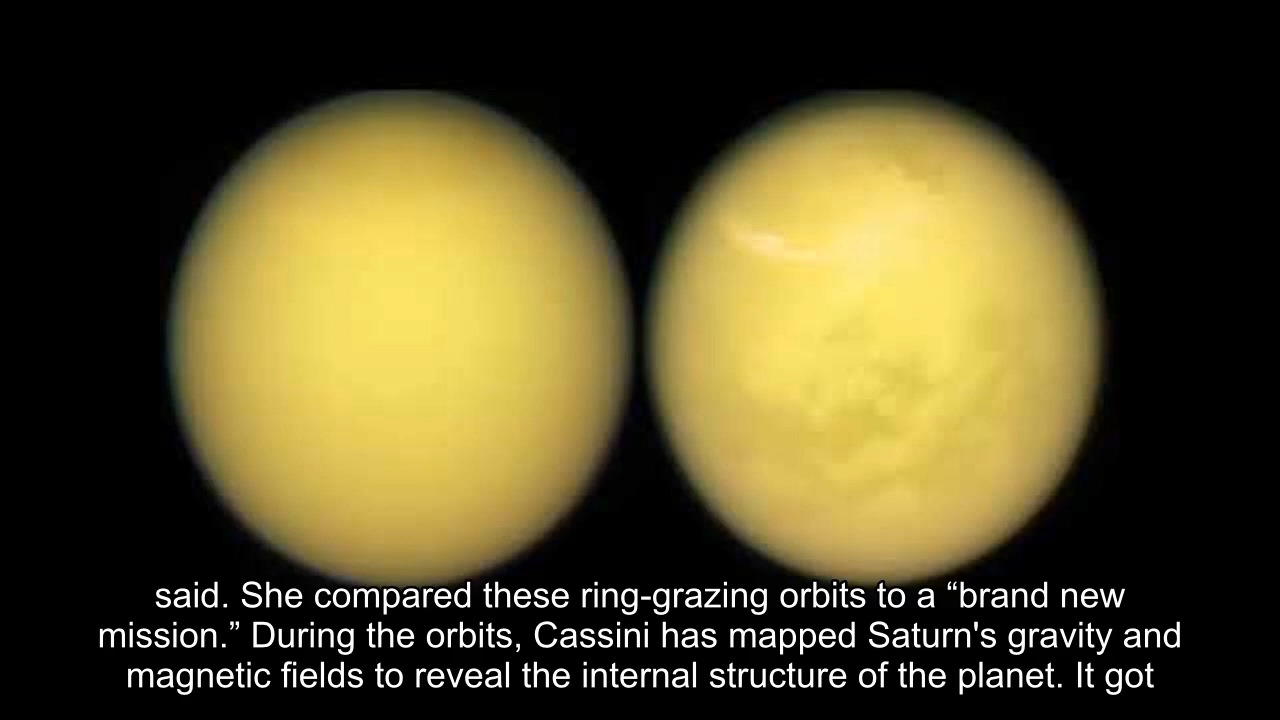 said. She compared these ring-grazing orbits to a “brand new
mission.” During the orbits, Cassini has mapped Saturn's gravity and
magnetic fields to reveal the internal structure of the planet. It got